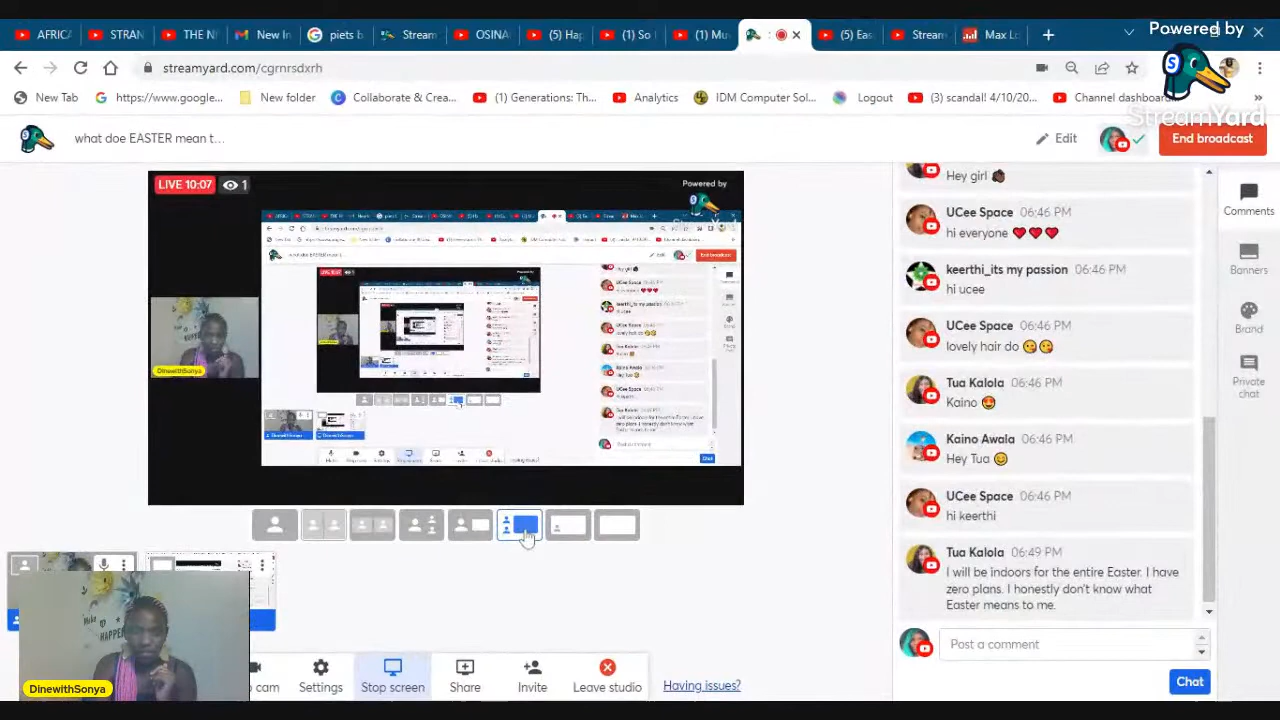 AFRICA
STRAN
THE NE
New In
piets b
Stream
OSINA
(5) Hap
(1) So I
(1) Mu
(5) Eas
Stream
Max Lo
Powered by
streamyard.com/cgrnrsdxrh
New Tab
https://www.google...
New folder
Collaborate & Crea...
(1) Generations: Th...
Analytics
IDM Computer Sol...
Logout
(3) scandal! 4/10/20...
Channel dashboard...
StreamYard
what doe EASTER mean t...
Edit
End broadcast
LIVE 10:07
1
Powered by
DinewithSonya
Hey girl
UCee Space 06:46 PM
hi everyone
keerthi_its my passion 06:46 PM
hi ucee
UCee Space 06:46 PM
lovely hair do
Tua Kalola 06:46 PM
Kaino
Kaino Awala 06:46 PM
Hey Tua
UCee Space 06:46 PM
hi keerthi
Tua Kalola 06:49 PM
I will be indoors for the entire Easter. I have
zero plans. I honestly don't know what
Easter means to me.
Comments
Banners
Brand
Private
chat
Post a comment
Chat
HAPPEN
DinewithSonya
cam
Settings
Stop screen
Share
Invite
Leave studio
Having issues?